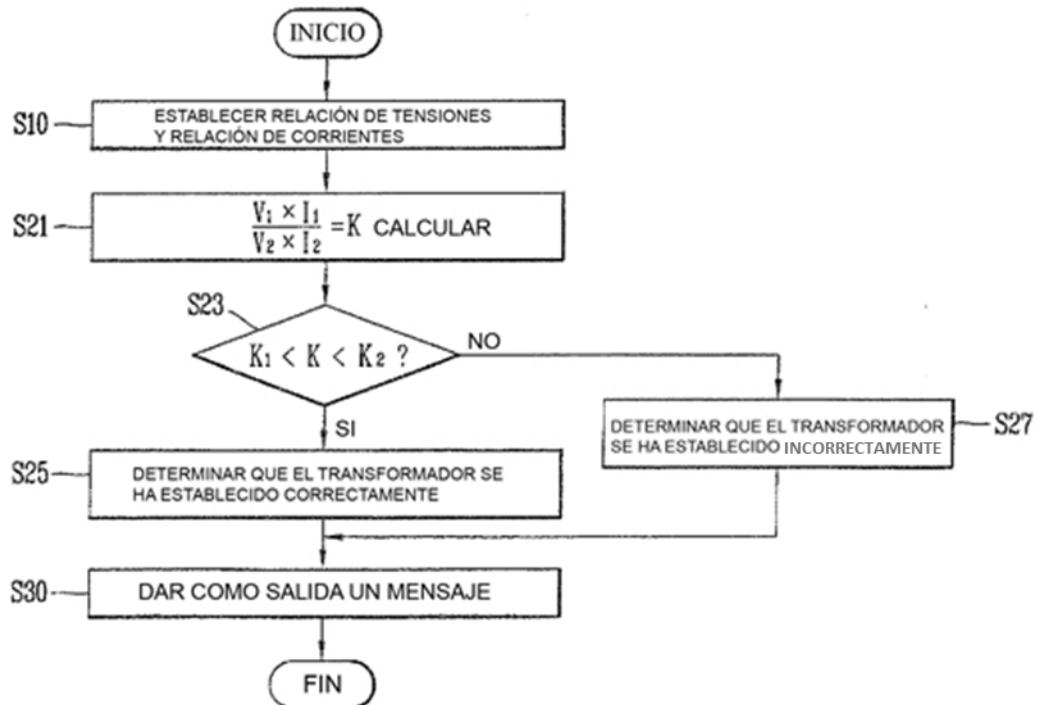 INICIO
S10
ESTABLECER RELACIÓN DE TENSIONES
Y RELACIÓN DE CORRIENTES
S21
V1 × I1
V2 × I2
=K CALCULAR
S23
K1 < K < K2 ?
NO
SI
S27
DETERMINAR QUE EL TRANSFORMADOR
SE HA ESTABLECIDO INCORRECTAMENTE
S25
DETERMINAR QUE EL TRANSFORMADOR SE
HA ESTABLECIDO CORRECTAMENTE
S30
DAR COMO SALIDA UN MENSAJE
FIN